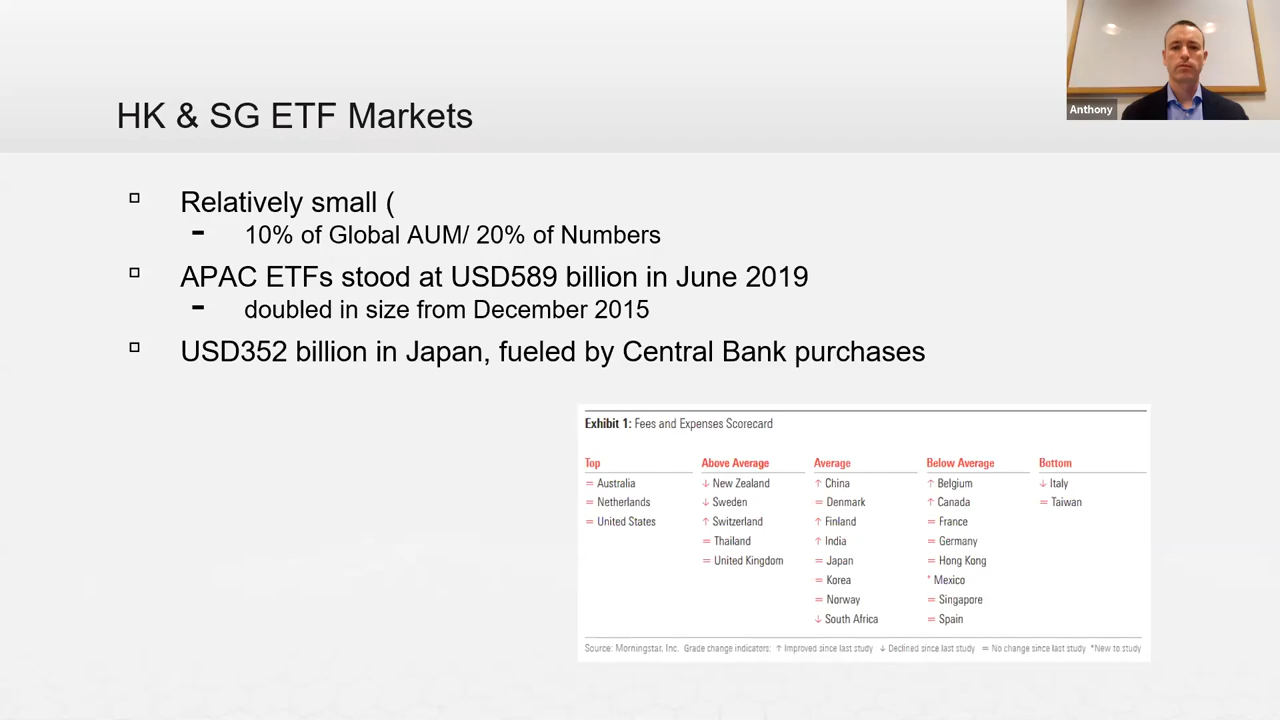 Anthony
HK & SG ETF Markets
Relatively small (
10% of Global AUM/ 20% of Numbers
APAC ETFs stood at USD589 billion in June 2019
doubled in size from December 2015
USD352 billion in Japan, fueled by Central Bank purchases
Exhibit 1: Fees and Expenses Scorecard
Top Above Average Average Below Average Bottom
= Australia ↓ New Zealand ↑ China ↑ Belgium ↓ Italy
= Netherlands ↓ Sweden = Denmark ↑ Canada = Taiwan
= United States ↑ Switzerland ↑ Finland = France
= Thailand ↑ India = Germany
= United Kingdom = Japan = Hong Kong
= Korea * Mexico
= Norway = Singapore
↓ South Africa = Spain
Source: Morningstar, Inc. Grade change indicators: ↑ Improved since last study ↓ Declined since last study = No change since last study *New to study